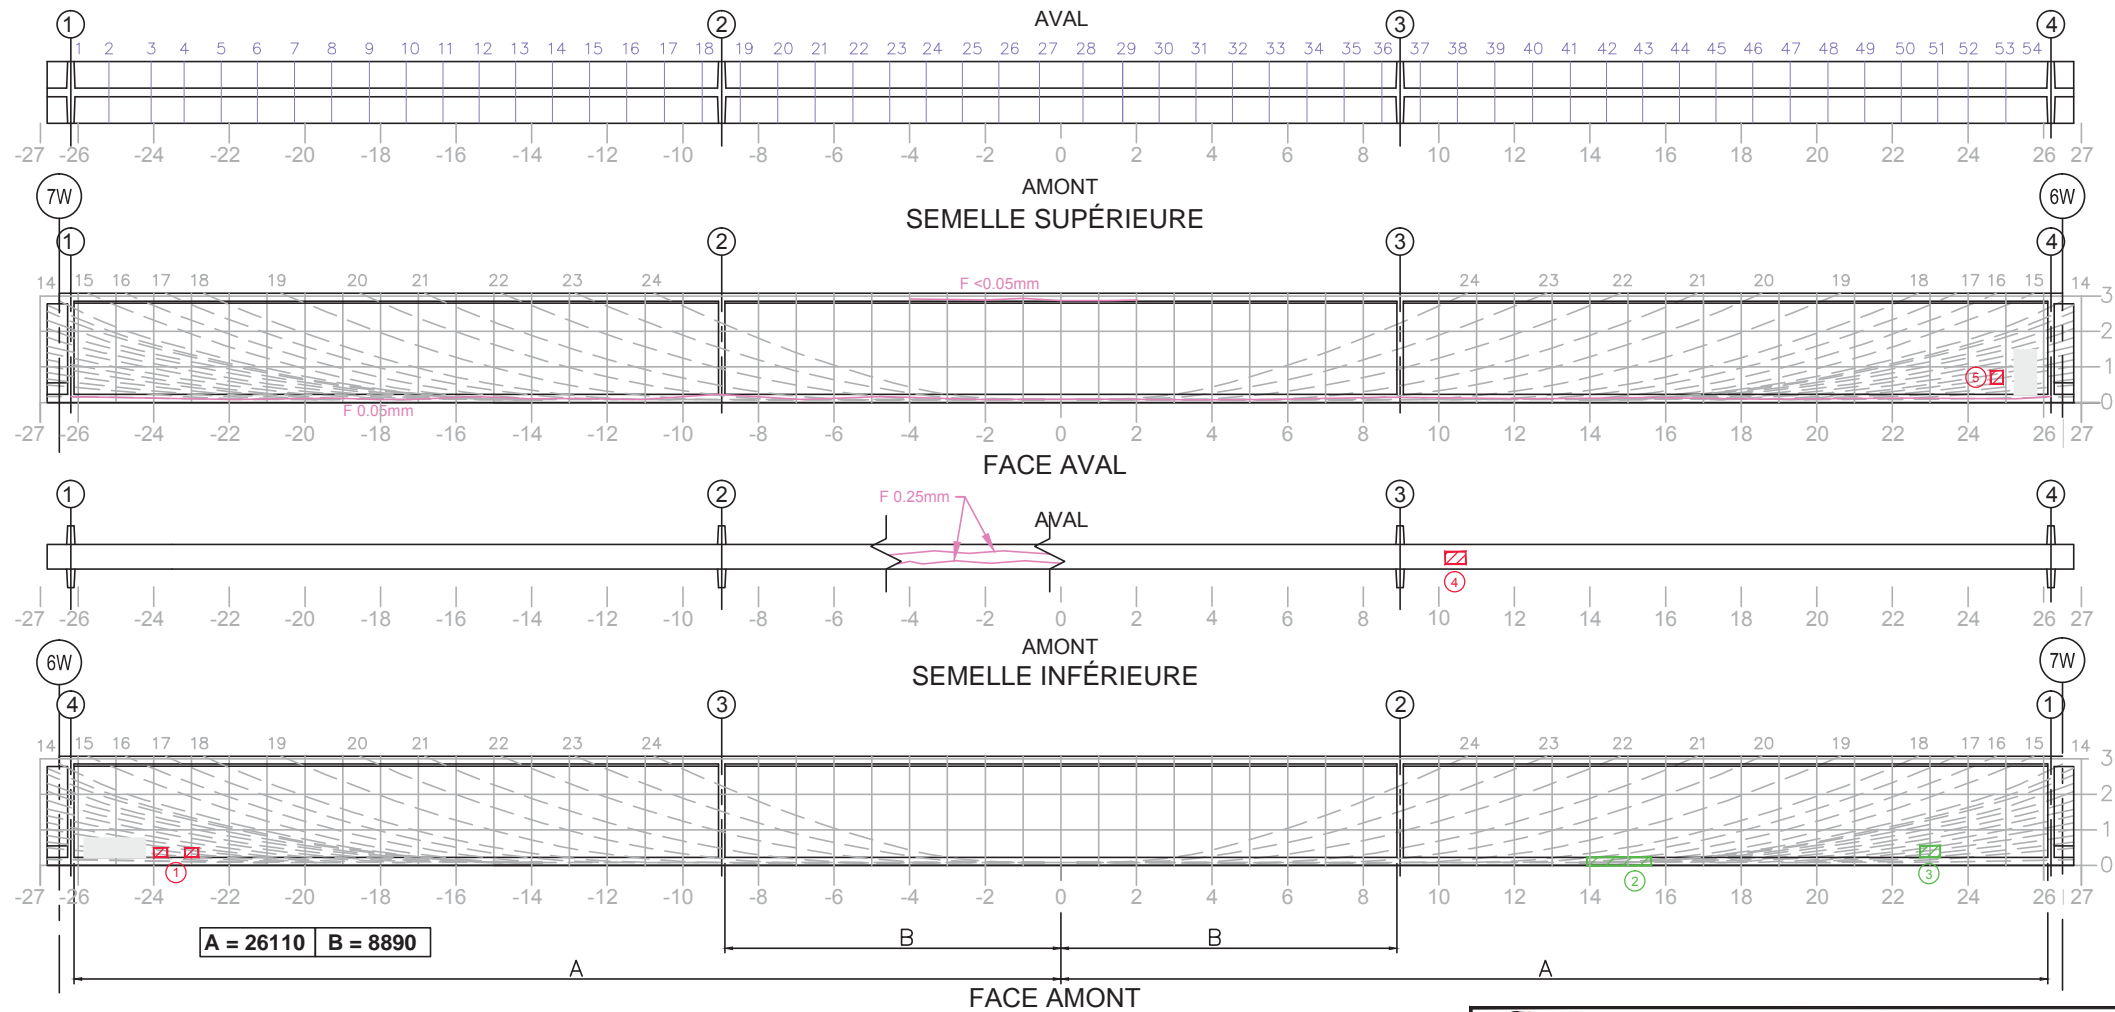 AVAL
1 2 3 4
1 2 3 4 5 6 7 8 9 10 11 12 13 14 15 16 17 18 19 20 21 22 23 24 25 26 27 28 29 30 31 32 33 34 35 36 37 38 39 40 41 42 43 44 45 46 47 48 49 50 51 52 53 54
-27 -26 -24 -22 -20 -18 -16 -14 -12 -10 -8 -6 -4 -2 0 2 4 6 8 10 12 14 16 18 20 22 24 26 27
AMONT
7W 6W
SEMELLE SUPÉRIEURE
1 2 3 4
14 15 16 17 18 19 20 21 22 23 24 F <0.05mm 24 23 22 21 20 19 18 17 16 15 14
3
2
1
5
0
F 0.05mm
-27 -26 -24 -22 -20 -18 -16 -14 -12 -10 -8 -6 -4 -2 0 2 4 6 8 10 12 14 16 18 20 22 24 26 27
FACE AVAL
1 2 3 4
F 0.25mm
AVAL
4
-27 -26 -24 -22 -20 -18 -16 -14 -12 -10 -8 -6 -4 -2 0 2 4 6 8 10 12 14 16 18 20 22 24 26 27
AMONT
6W 7W
SEMELLE INFÉRIEURE
4 3 2 1
14 15 16 17 18 19 20 21 22 23 24 24 23 22 21 20 19 18 17 16 15 14
3
2
1
0
1 2 3
-27 -26 -24 -22 -20 -18 -16 -14 -12 -10 -8 -6 -4 -2 0 2 4 6 8 10 12 14 16 18 20 22 24 26 27
A = 26110 B = 8890
B B
A A
FACE AMONT